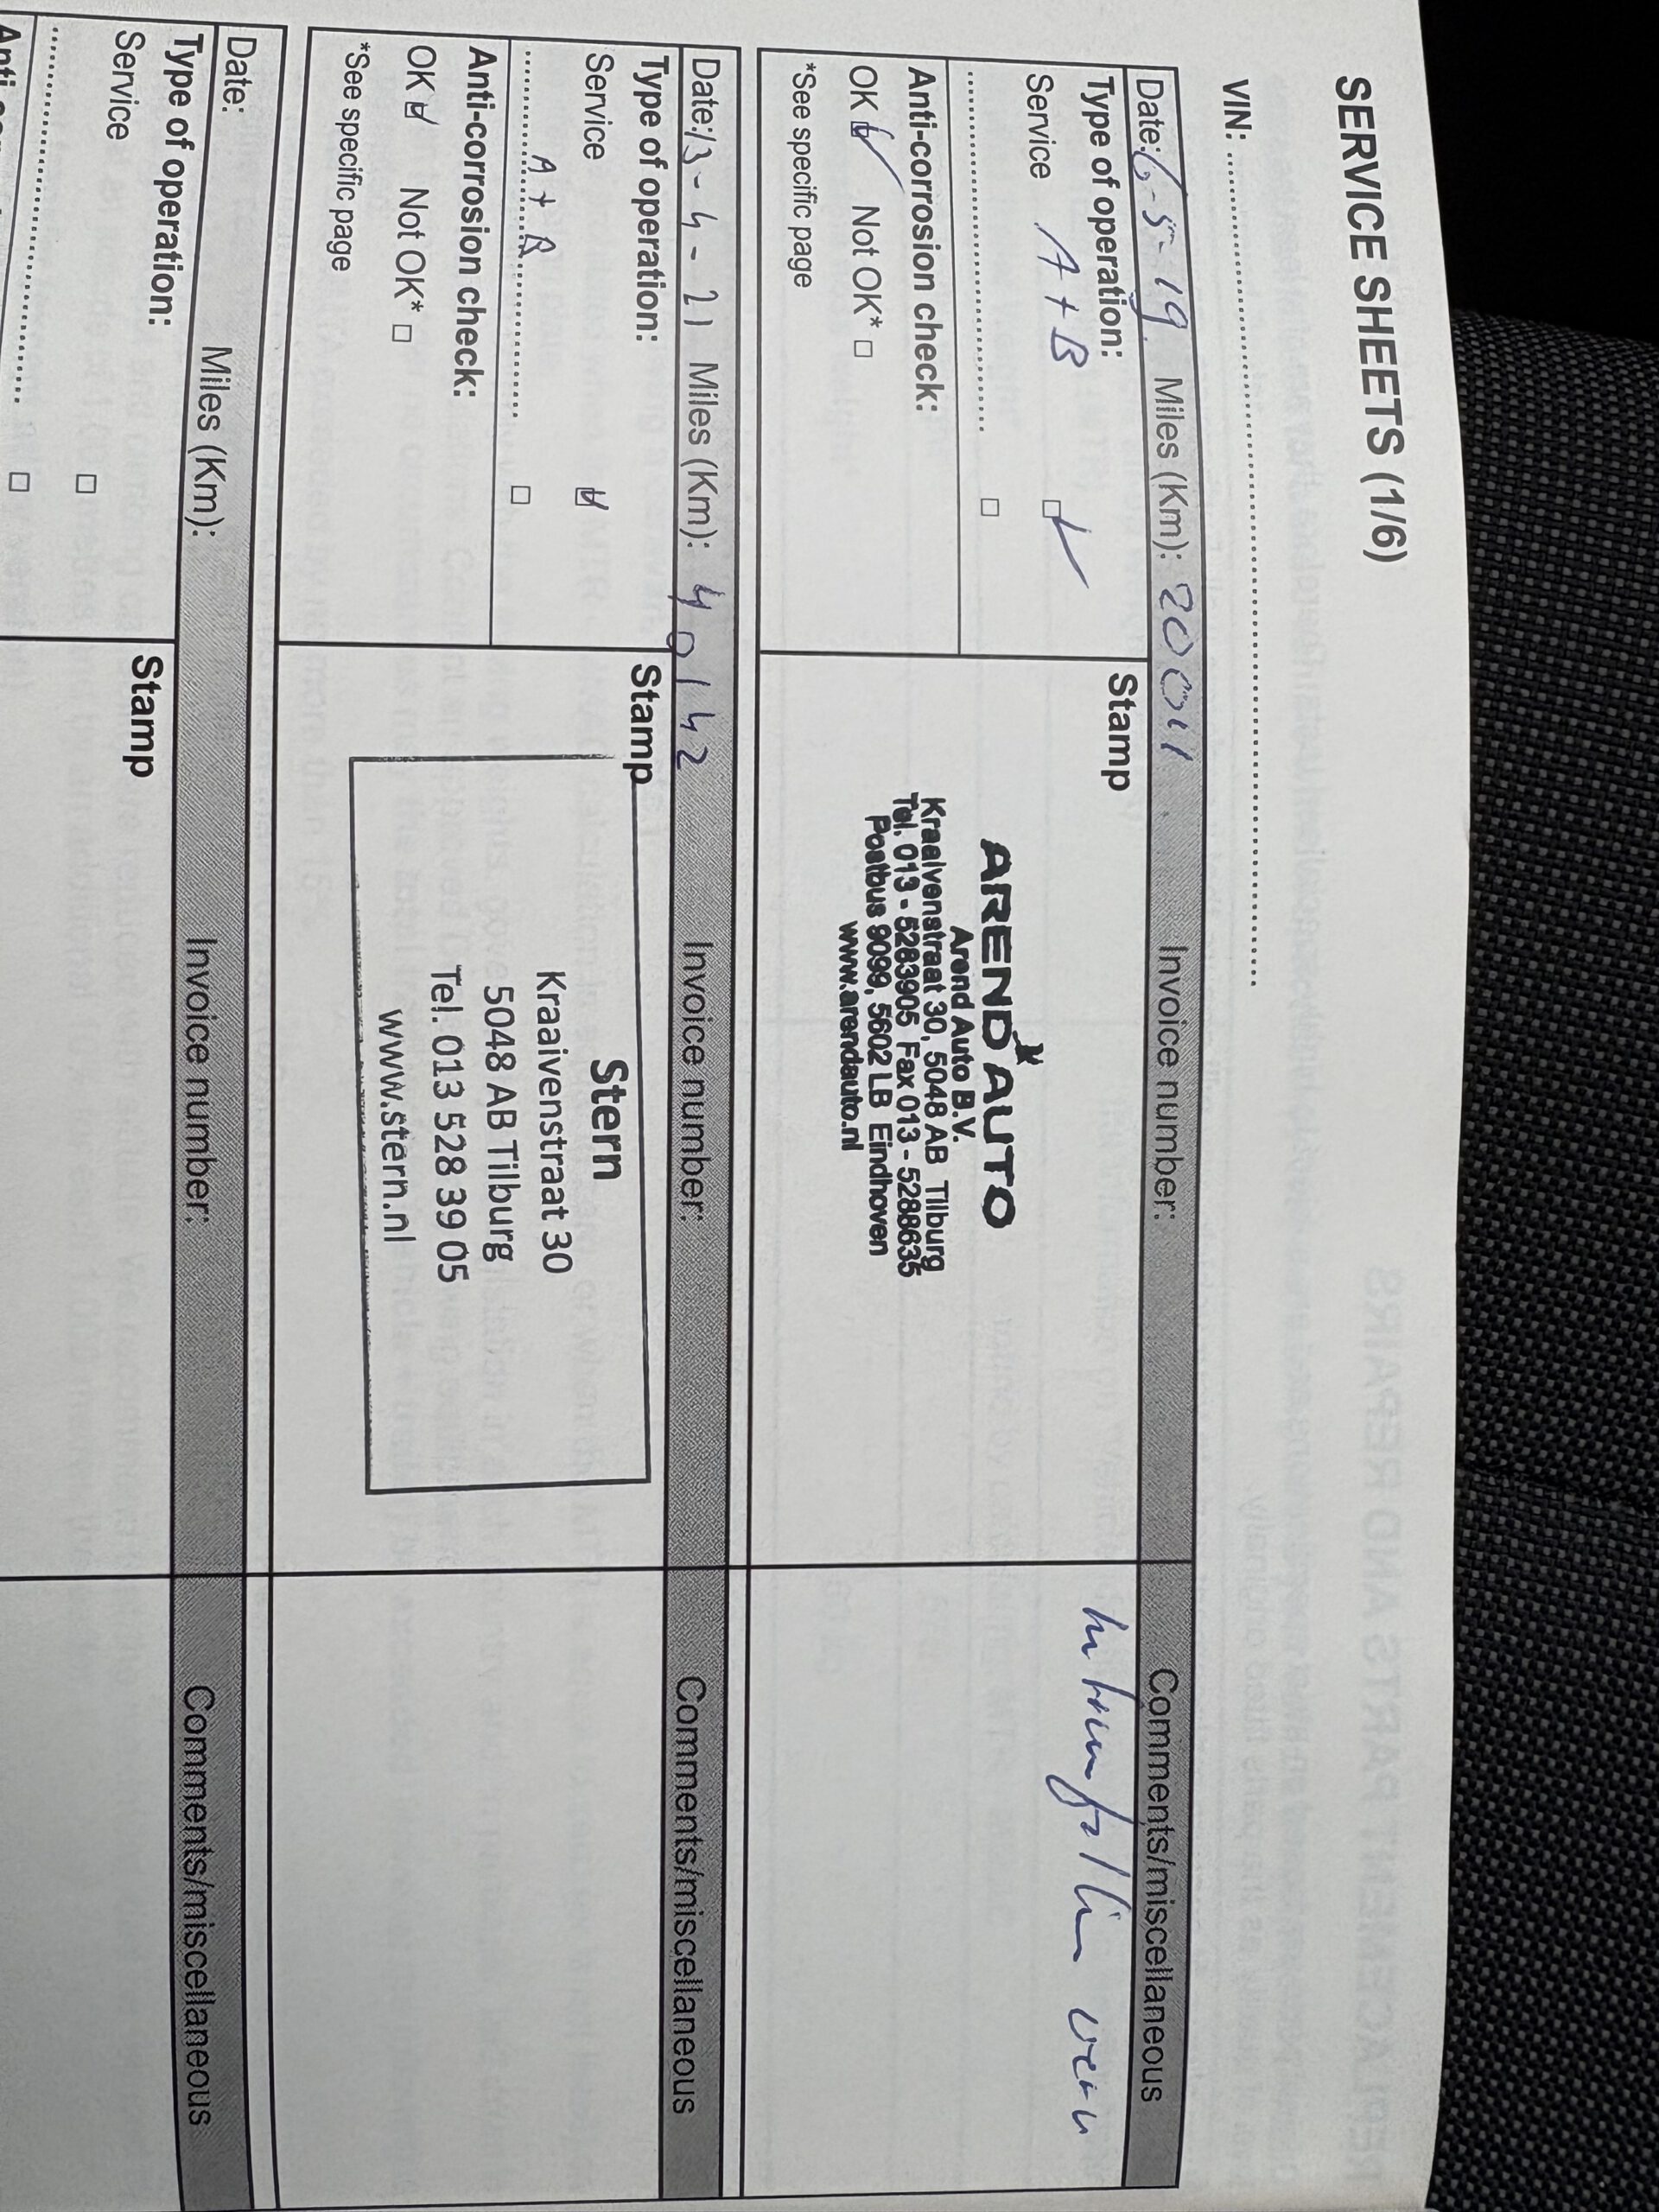 SERVICE SHEETS (1/6)
VIN: ..........................................
Date: 6-5-19 Miles (Km): 20011 Invoice number: Comments/miscellaneous
Type of operation:
Service A + B
Anti-corrosion check:
OK Not OK*
*See specific page
Stamp
AREND AUTO
Arend Auto B.V.
Kraaivenstraat 30, 5048 AB Tilburg
Tel. 013 - 5283905 Fax 013 - 5288635
Postbus 9099, 5602 LB Eindhoven
www.arendauto.nl
Date: 13-4-21 Miles (Km): 40142 Invoice number: Comments/miscellaneous
Type of operation:
Service
A + B
Anti-corrosion check:
OK Not OK*
*See specific page
Stamp
Stern
Kraaivenstraat 30
5048 AB Tilburg
Tel. 013 528 39 05
www.stern.nl
Date: Miles (Km): Invoice number: Comments/miscellaneous
Type of operation:
Service
Stamp